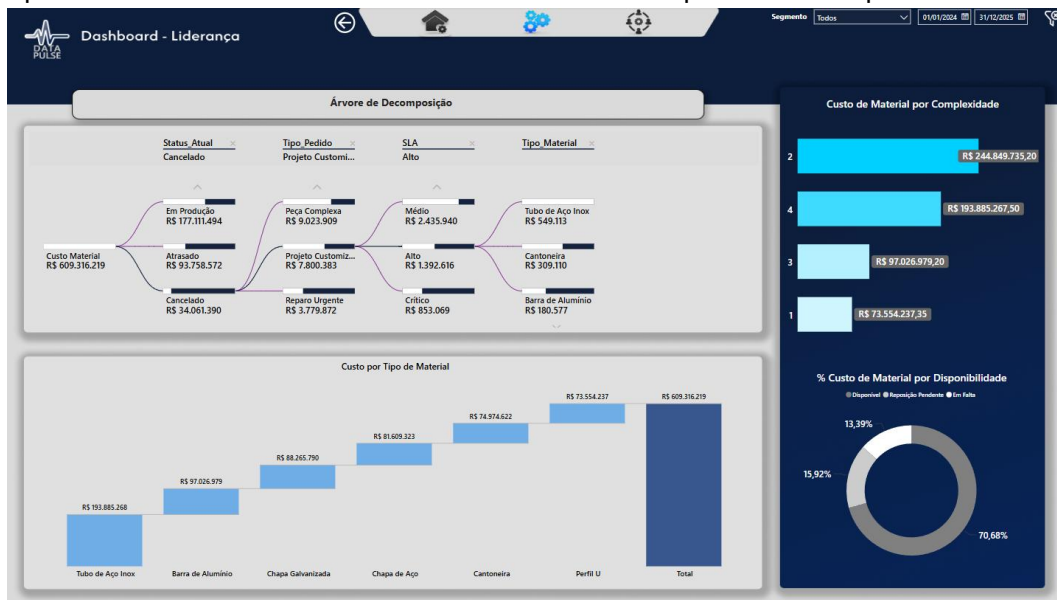 Segmento Todos 01/01/2024 31/12/2025
Dashboard - Liderança
DATA
PULSE
Árvore de Decomposição
Status_Atual Tipo_Pedido SLA Tipo_Material
Cancelado Projeto Customi... Alto
Em Produção Peça Complexa Médio Tubo de Aço Inox
R$ 177.111.494 R$ 9.023.909 R$ 2.435.940 R$ 549.113
Custo Material Atrasado Projeto Customiz... Alto Cantoneira
R$ 609.316.219 R$ 93.758.572 R$ 7.800.383 R$ 1.392.616 R$ 309.110
Cancelado Reparo Urgente Crítico Barra de Alumínio
R$ 34.061.390 R$ 3.779.872 R$ 853.069 R$ 180.577
Custo por Tipo de Material
R$ 193.885.268 R$ 97.026.979 R$ 88.265.790 R$ 81.609.323 R$ 74.974.622 R$ 73.554.237 R$ 609.316.219
Tubo de Aço Inox Barra de Alumínio Chapa Galvanizada Chapa de Aço Cantoneira Perfil U Total
Custo de Material por Complexidade
2 R$ 244.849.735,20
4 R$ 193.885.267,50
3 R$ 97.026.979,20
1 R$ 73.554.237,35
% Custo de Material por Disponibilidade
Disponível Reposição Pendente Em Falta
13,39%
15,92%
70,68%